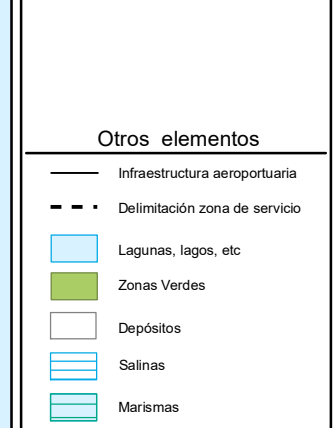 Otros elementos
Infraestructura aeroportuaria
Delimitación zona de servicio
Lagunas, lagos, etc
Zonas Verdes
Depósitos
Salinas
Marismas